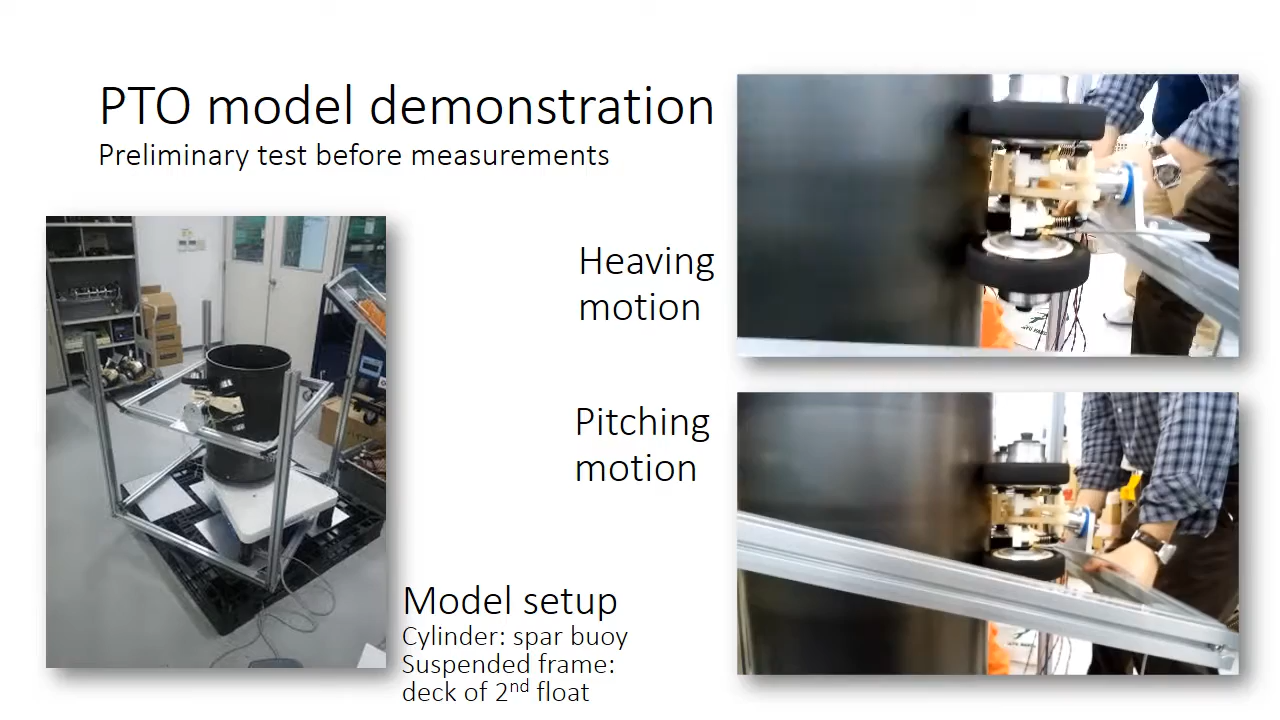 PTO model demonstration
Preliminary test before measurements
Heaving
motion
Pitching
motion
Model setup
Cylinder: spar buoy
Suspended frame:
deck of 2nd float